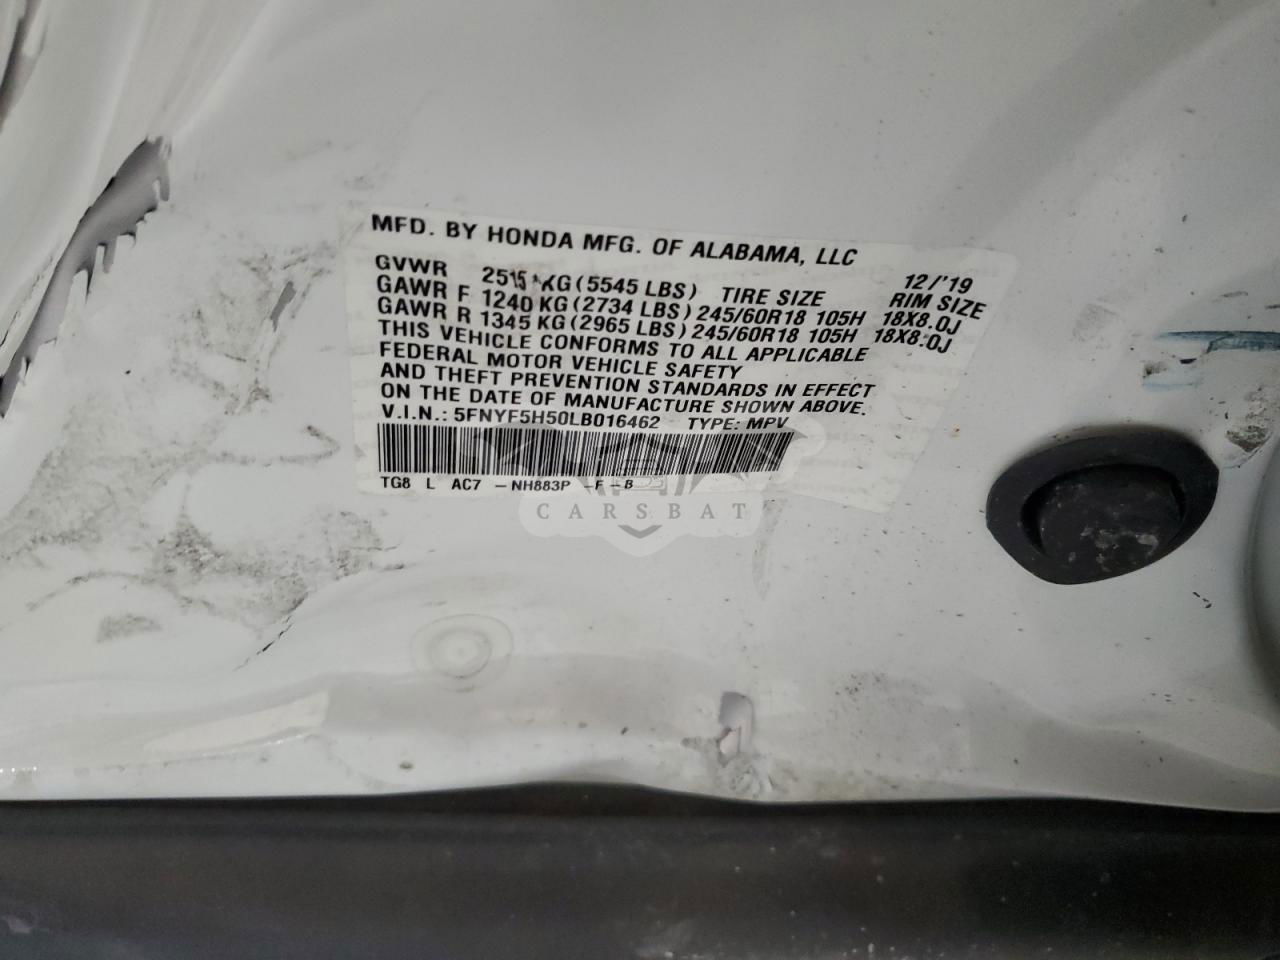 MFD. BY HONDA MFG. OF ALABAMA, LLC
12/'19
GVWR 2515 KG (5545 LBS) TIRE SIZE RIM SIZE
GAWR F 1240 KG (2734 LBS) 245/60R18 105H 18X8.0J
GAWR R 1345 KG (2965 LBS) 245/60R18 105H 18X8.0J
THIS VEHICLE CONFORMS TO ALL APPLICABLE
FEDERAL MOTOR VEHICLE SAFETY
AND THEFT PREVENTION STANDARDS IN EFFECT
ON THE DATE OF MANUFACTURE SHOWN ABOVE.
V.I.N.: 5FNYF5H50LB016462 TYPE: MPV
TG8 L AC7 -NH883P -F -B
CARSBAT